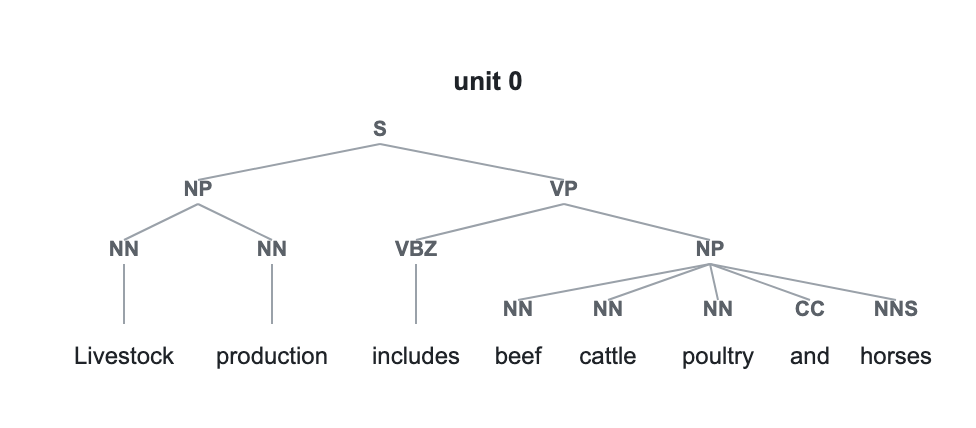 unit 0
S
NP VP
NN NN VBZ NP
NN NN NN CC NNS
Livestock production includes beef cattle poultry and horses